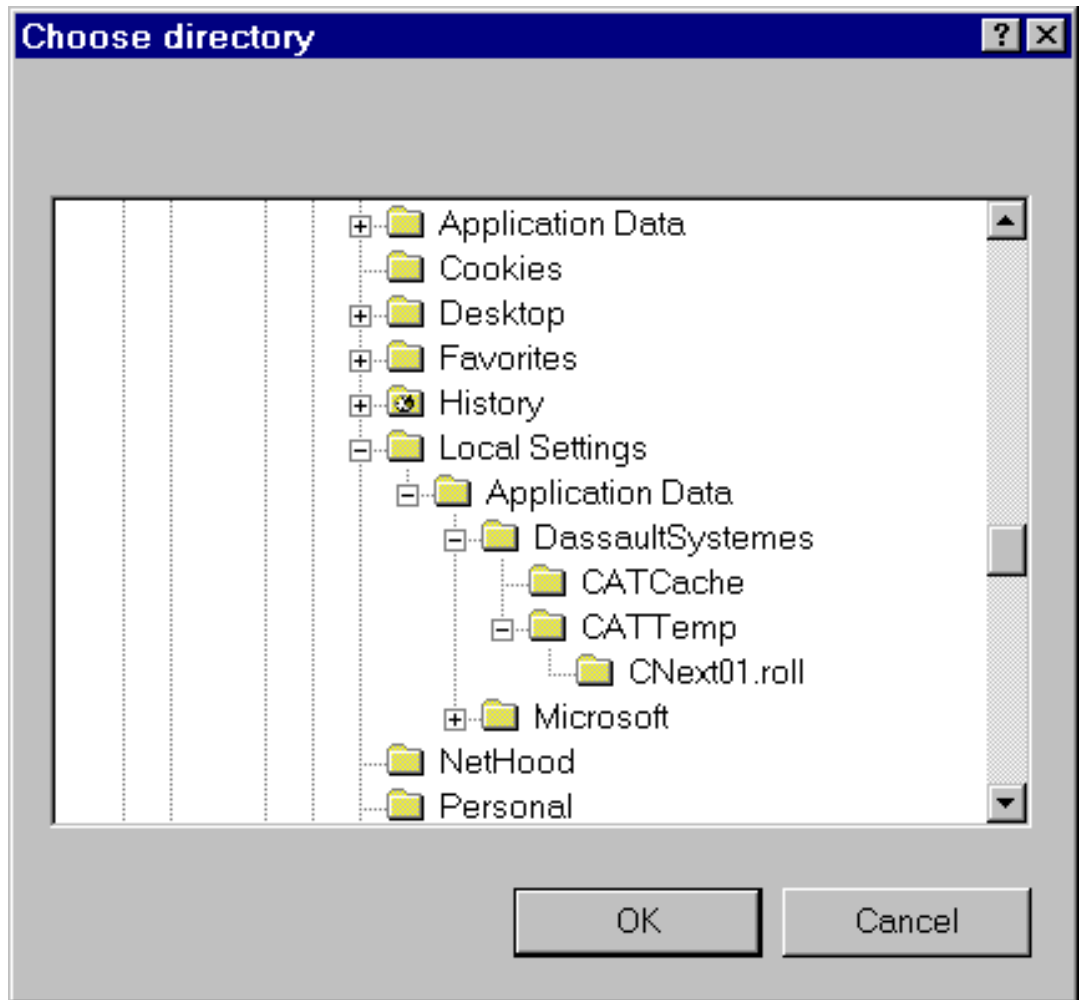 Choose directory
Application Data
Cookies
Desktop
Favorites
History
Local Settings
Application Data
DassaultSystemes
CATCache
CATTemp
CNext01.roll
Microsoft
NetHood
Personal
OK Cancel